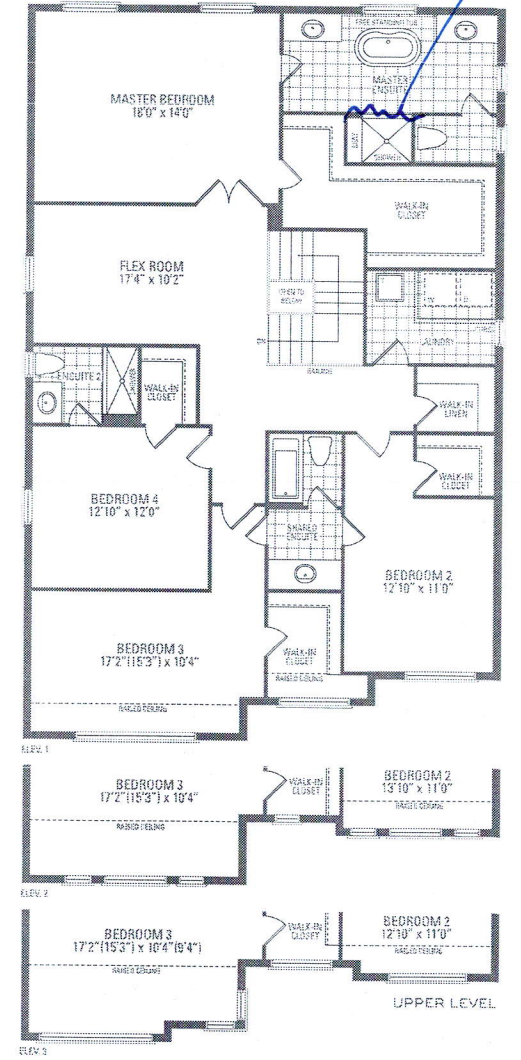 FREE STANDING TUB
MASTER
ENSUITE
MASTER BEDROOM
18'0" x 14'0"
SEAT
SHOWER
WALK-IN
CLOSET
FLEX ROOM
17'4" x 10'2"
OPEN TO
BELOW
DN
W
D
LAUNDRY
RAILING
ENSUITE 2
SHOWER
WALK-IN
CLOSET
WALK-IN
LINEN
WALK-IN
CLOSET
BEDROOM 4
12'10" x 12'0"
SHARED
ENSUITE
BEDROOM 2
12'10" x 11'0"
BEDROOM 3
17'2"(15'3") x 10'4"
WALK-IN
CLOSET
RAISED CEILING
RAISED CEILING
ELEV. 1
BEDROOM 3
17'2"(15'3") x 10'4"
RAISED CEILING
WALK-IN
CLOSET
BEDROOM 2
13'10" x 11'0"
RAISED CEILING
ELEV. 2
BEDROOM 3
17'2"(15'3") x 10'4"(9'4")
RAISED CEILING
WALK-IN
CLOSET
BEDROOM 2
12'10" x 11'0"
RAISED CEILING
UPPER LEVEL
ELEV. 3